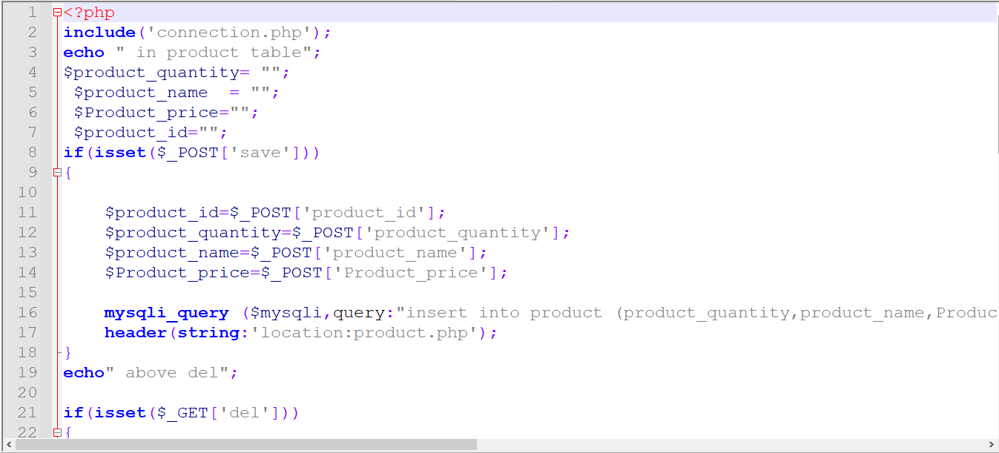 1 <?php
2 include('connection.php');
3 echo " in product table";
4 $product_quantity= "";
5  $product_name  = "";
6  $Product_price="";
7  $product_id="";
8 if(isset($_POST['save']))
9 {
10
11     $product_id=$_POST['product_id'];
12     $product_quantity=$_POST['product_quantity'];
13     $product_name=$_POST['product_name'];
14     $Product_price=$_POST['Product_price'];
15
16     mysqli_query ($mysqli,query:"insert into product (product_quantity,product_name,Produc
17     header(string:'location:product.php');
18 }
19 echo" above del";
20
21 if(isset($_GET['del']))
22 {